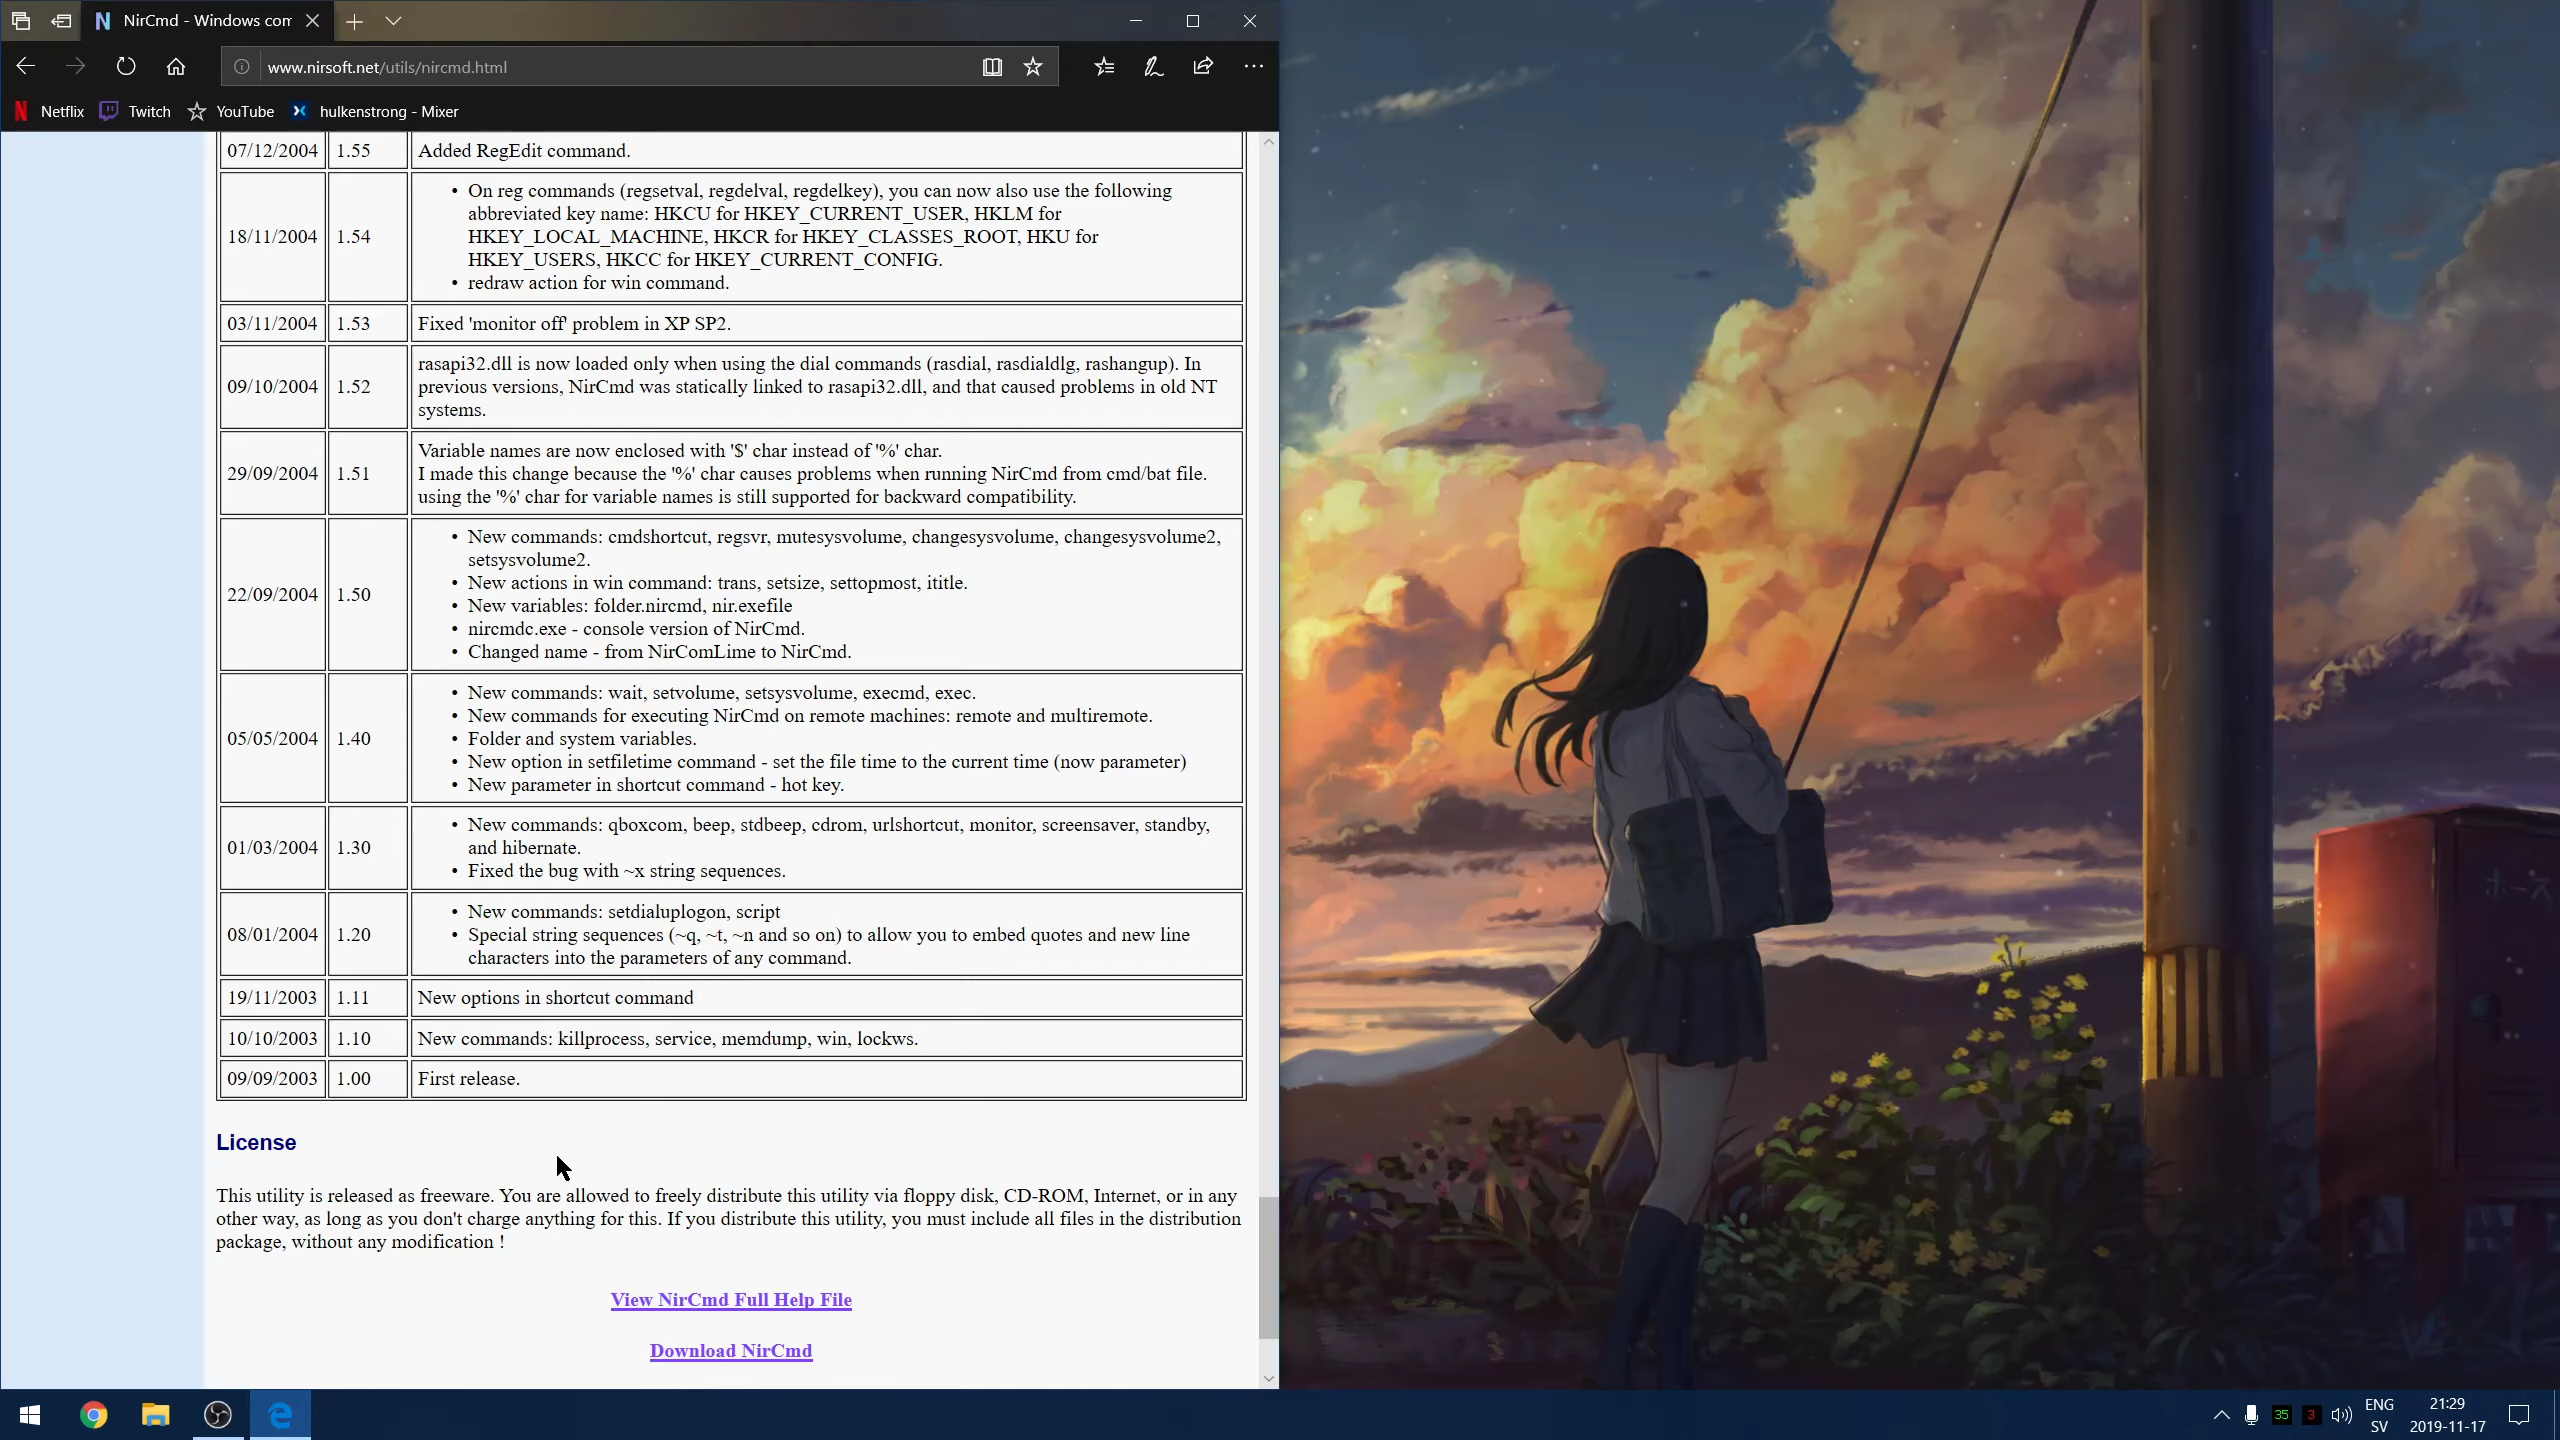 NirCmd - Windows com
www.nirsoft.net/utils/nircmd.html
Netflix
Twitch
YouTube
hulkenstrong - Mixer
07/12/2004 1.55 Added RegEdit command.
18/11/2004 1.54
• On reg commands (regsetval, regdelval, regdelkey), you can now also use the following
abbreviated key name: HKCU for HKEY_CURRENT_USER, HKLM for
HKEY_LOCAL_MACHINE, HKCR for HKEY_CLASSES_ROOT, HKU for
HKEY_USERS, HKCC for HKEY_CURRENT_CONFIG.
• redraw action for win command.
03/11/2004 1.53 Fixed 'monitor off' problem in XP SP2.
09/10/2004 1.52
rasapi32.dll is now loaded only when using the dial commands (rasdial, rasdialdlg, rashangup). In
previous versions, NirCmd was statically linked to rasapi32.dll, and that caused problems in old NT
systems.
29/09/2004 1.51
Variable names are now enclosed with '$' char instead of '%' char.
I made this change because the '%' char causes problems when running NirCmd from cmd/bat file.
using the '%' char for variable names is still supported for backward compatibility.
22/09/2004 1.50
• New commands: cmdshortcut, regsvr, mutesysvolume, changesysvolume, changesysvolume2,
setsysvolume2.
• New actions in win command: trans, setsize, settopmost, ititle.
• New variables: folder.nircmd, nir.exefile
• nircmdc.exe - console version of NirCmd.
• Changed name - from NirComLime to NirCmd.
05/05/2004 1.40
• New commands: wait, setvolume, setsysvolume, execmd, exec.
• New commands for executing NirCmd on remote machines: remote and multiremote.
• Folder and system variables.
• New option in setfiletime command - set the file time to the current time (now parameter)
• New parameter in shortcut command - hot key.
01/03/2004 1.30
• New commands: qboxcom, beep, stdbeep, cdrom, urlshortcut, monitor, screensaver, standby,
and hibernate.
• Fixed the bug with ~x string sequences.
08/01/2004 1.20
• New commands: setdialuplogon, script
• Special string sequences (~q, ~t, ~n and so on) to allow you to embed quotes and new line
characters into the parameters of any command.
19/11/2003 1.11 New options in shortcut command
10/10/2003 1.10 New commands: killprocess, service, memdump, win, lockws.
09/09/2003 1.00 First release.
License
This utility is released as freeware. You are allowed to freely distribute this utility via floppy disk, CD-ROM, Internet, or in any
other way, as long as you don't charge anything for this. If you distribute this utility, you must include all files in the distribution
package, without any modification !
View NirCmd Full Help File
Download NirCmd
ホース
35
3
ENG
SV
21:29
2019-11-17